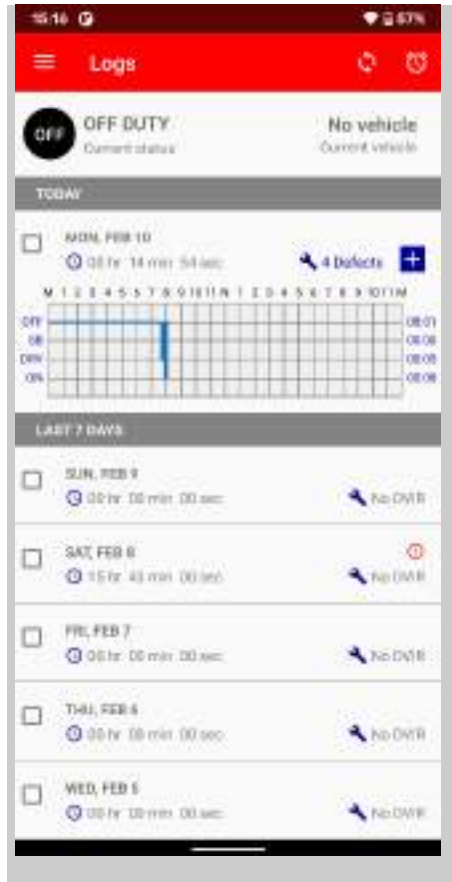 15:16 57%
Logs
OFF OFF DUTY No vehicle
Current status Current vehicle
TODAY
MON, FEB 10
00 hr 14 min 54 sec 4 Defects
M 1 2 3 4 5 6 7 8 9 10 11 N 1 2 3 4 5 6 7 8 9 10 11 M
OFF
SB 00:00
DRV
ON
LAST 7 DAYS
SUN, FEB 9
00 hr 00 min 00 sec No DVIR
SAT, FEB 8
15 hr 43 min 00 sec No DVIR
FRI, FEB 7
00 hr 00 min 00 sec No DVIR
THU, FEB 6
00 hr 00 min 00 sec No DVIR
WED, FEB 5
00 hr 00 min 00 sec No DVIR